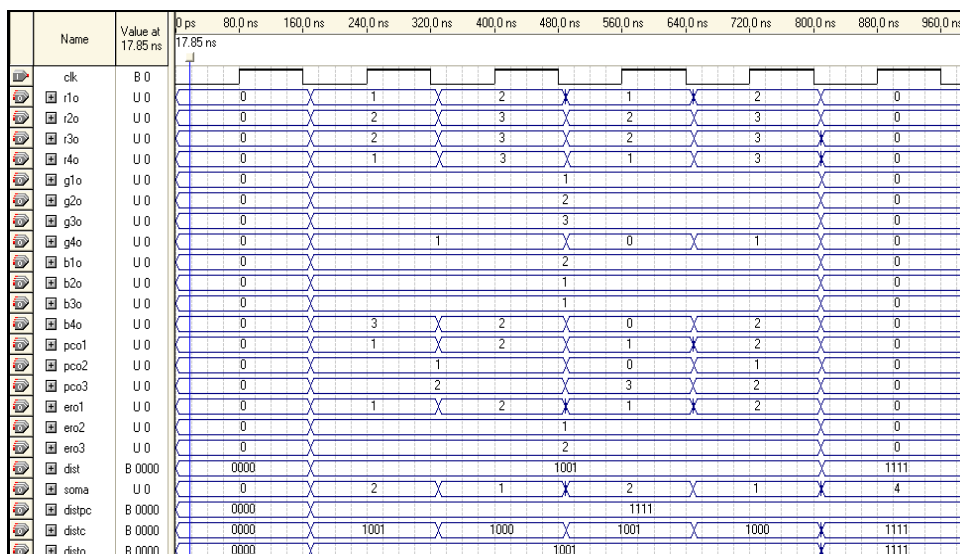 Name Value at 17.85 ns 0 ps 80.0 ns 160.0 ns 240.0 ns 320.0 ns 400.0 ns 480.0 ns 560.0 ns 640.0 ns 720.0 ns 800.0 ns 880.0 ns 960.0 ns
17.85 ns
clk B 0
r1o U 0 0 1 2 1 2 0
r2o U 0 0 2 3 2 3 0
r3o U 0 0 2 3 2 3 0
r4o U 0 0 1 3 1 3 0
g1o U 0 0 1 0
g2o U 0 0 2 0
g3o U 0 0 3 0
g4o U 0 0 1 0 1 0
b1o U 0 0 2 0
b2o U 0 0 1 0
b3o U 0 0 1 0
b4o U 0 0 3 2 0 2 0
pco1 U 0 0 1 2 1 2 0
pco2 U 0 0 1 0 1 0
pco3 U 0 0 2 3 2 0
ero1 U 0 0 1 2 1 2 0
ero2 U 0 0 1 0
ero3 U 0 0 2 0
dist B 0000 0000 1001 1111
soma U 0 0 2 1 2 1 4
distpc B 0000 0000 1111
distc B 0000 0000 1001 1000 1001 1000 1111
disto B 0000 0000 1001 1111